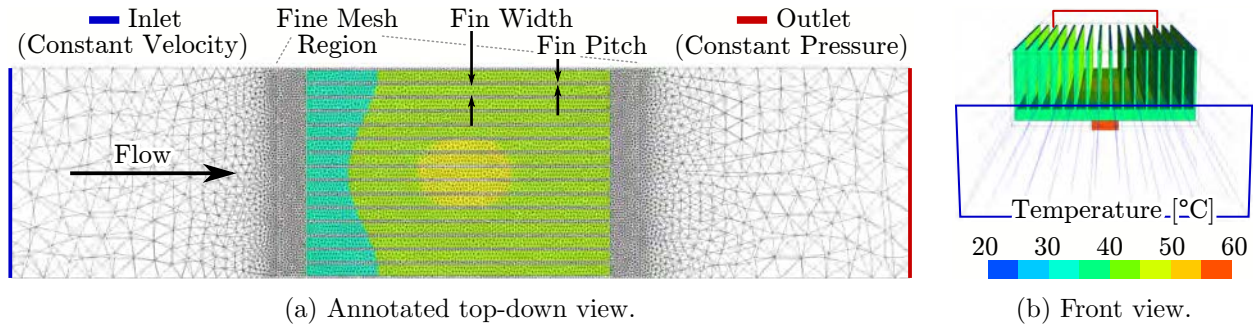 Inlet
(Constant Velocity)
Fine Mesh
Region
Fin Width
Fin Pitch
Outlet
(Constant Pressure)
Flow
Temperature [°C]
20 30 40 50 60
(a) Annotated top-down view.
(b) Front view.